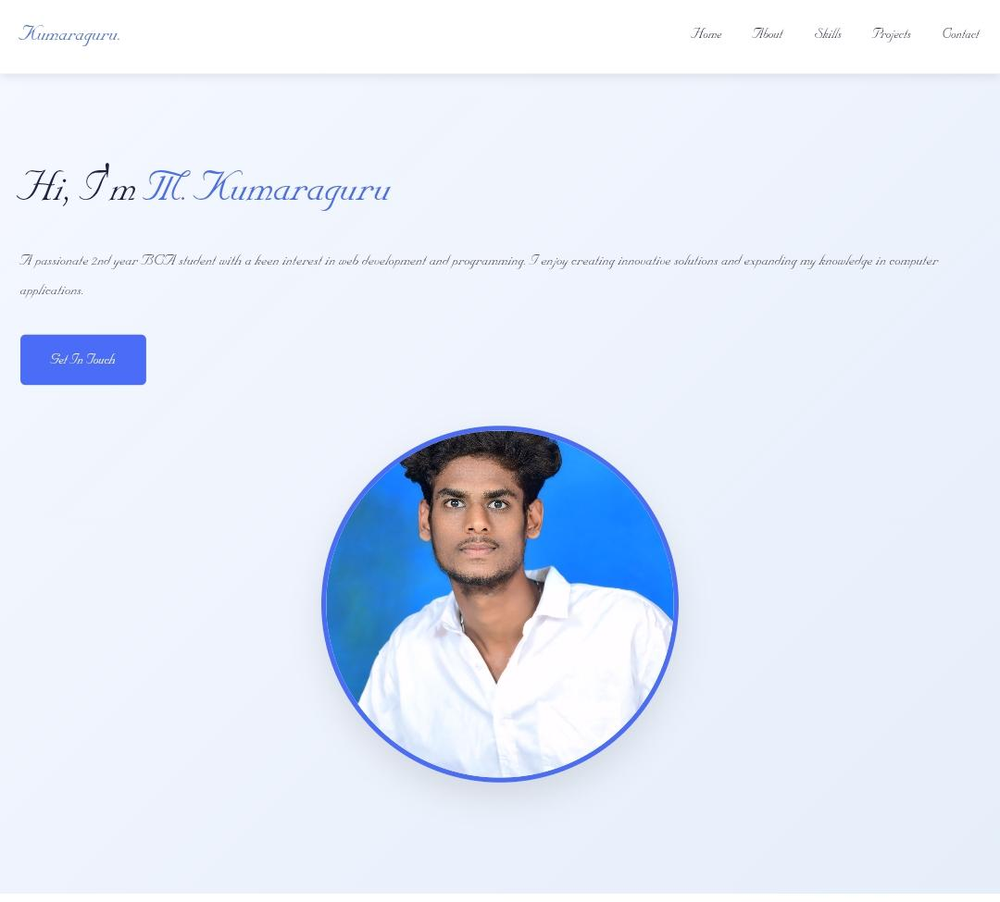 Kumaraguru.
Home About Skills Projects Contact
Hi, I'm M. Kumaraguru
A passionate 2nd year BCA student with a keen interest in web development and programming. I enjoy creating innovative solutions and expanding my knowledge in computer
applications.
Get In Touch